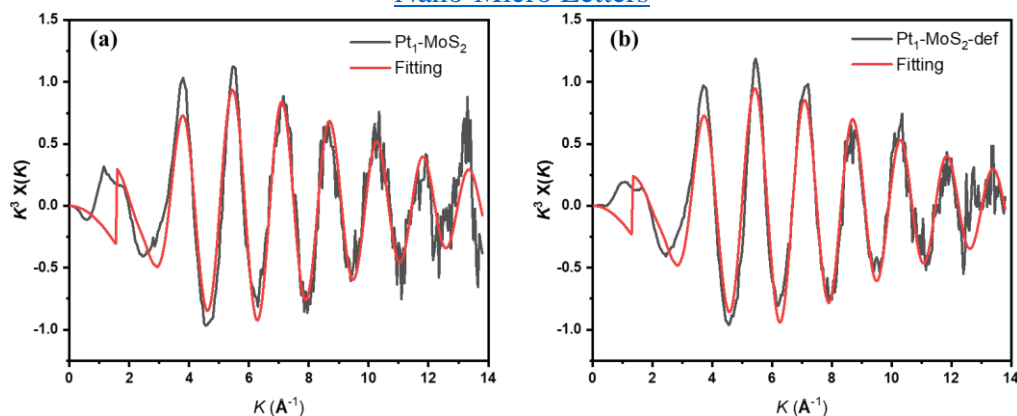 Nano-Micro Letters
(a)
Pt₁-MoS₂
Fitting
K³ X(K)
1.5
1.0
0.5
0.0
-0.5
-1.0
0 2 4 6 8 10 12 14
K (Å⁻¹)
(b)
Pt₁-MoS₂-def
Fitting
K³ X(K)
1.5
1.0
0.5
0.0
-0.5
-1.0
0 2 4 6 8 10 12 14
K (Å⁻¹)